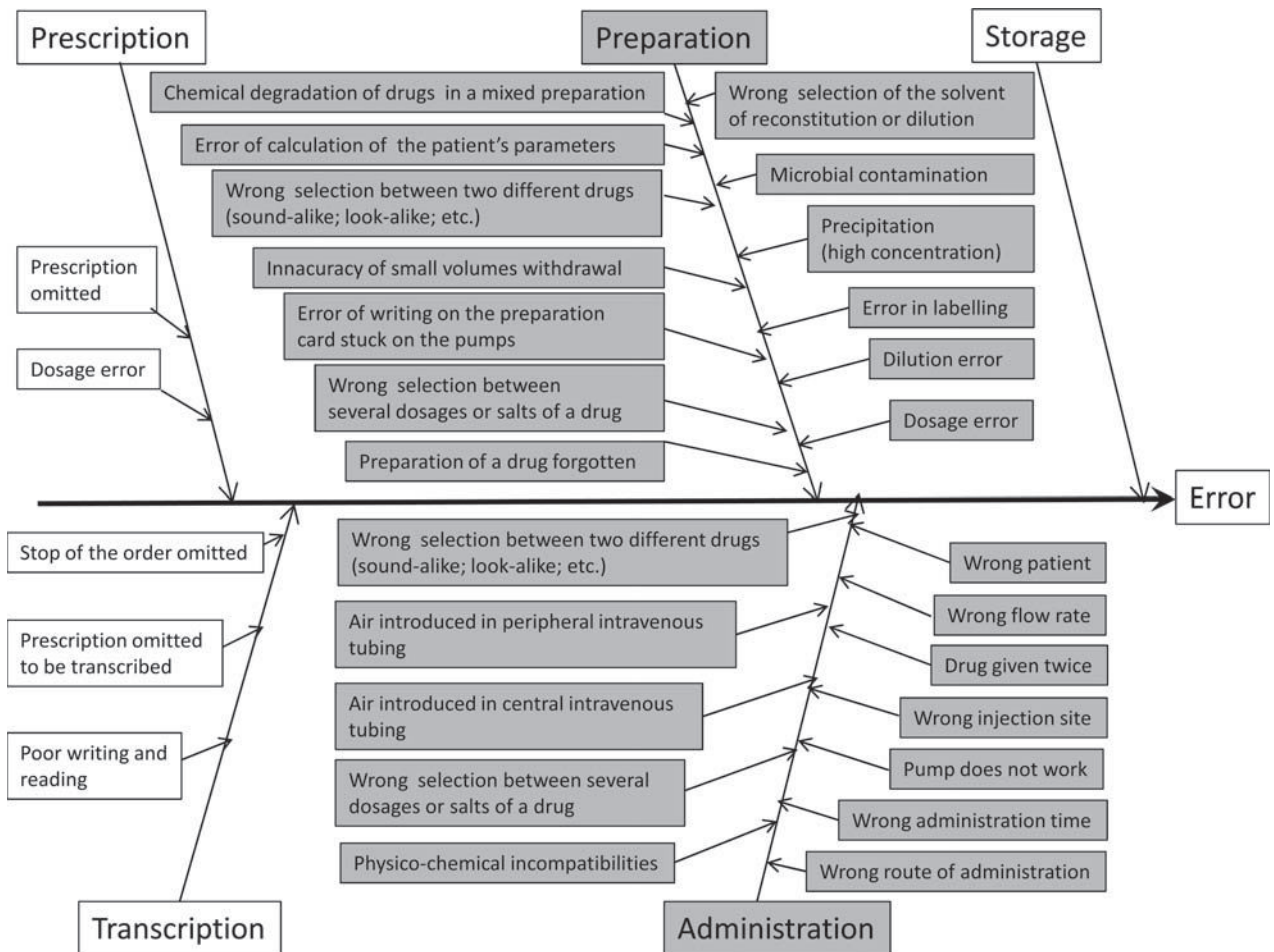 Prescription
Preparation
Storage
Chemical degradation of drugs in a mixed preparation
Error of calculation of the patient's parameters
Wrong selection between two different drugs
(sound-alike; look-alike; etc.)
Innacuracy of small volumes withdrawal
Error of writing on the preparation
card stuck on the pumps
Wrong selection between
several dosages or salts of a drug
Preparation of a drug forgotten
Wrong selection of the solvent
of reconstitution or dilution
Microbial contamination
Precipitation
(high concentration)
Error in labelling
Dilution error
Dosage error
Prescription
omitted
Dosage error
Error
Stop of the order omitted
Prescription omitted
to be transcribed
Poor writing and
reading
Wrong selection between two different drugs
(sound-alike; look-alike; etc.)
Air introduced in peripheral intravenous
tubing
Air introduced in central intravenous
tubing
Wrong selection between several
dosages or salts of a drug
Physico-chemical incompatibilities
Wrong patient
Wrong flow rate
Drug given twice
Wrong injection site
Pump does not work
Wrong administration time
Wrong route of administration
Transcription
Administration